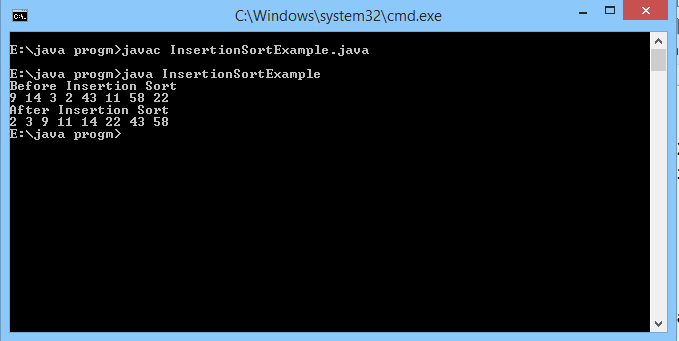 C:\Windows\system32\cmd.exe
E:\java progm>javac InsertionSortExample.java
E:\java progm>java InsertionSortExample
Before Insertion Sort
9 14 3 2 43 11 58 22
After Insertion Sort
2 3 9 11 14 22 43 58
E:\java progm>